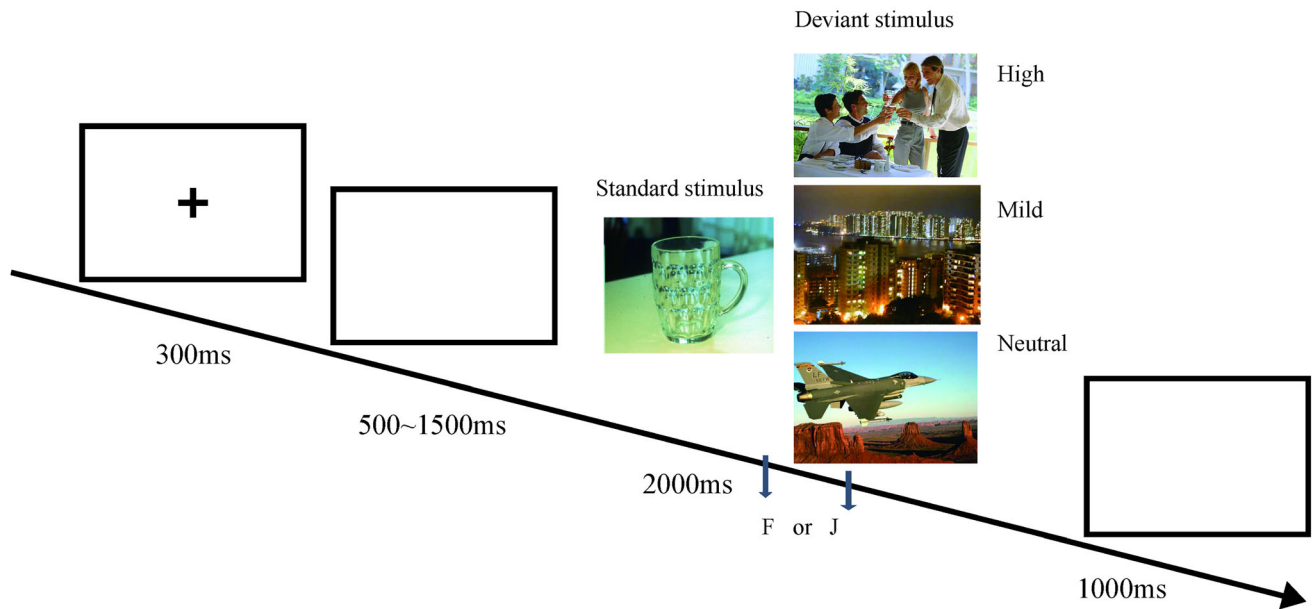 Deviant stimulus
High
Standard stimulus
Mild
Neutral
300ms
500~1500ms
2000ms
F or J
1000ms